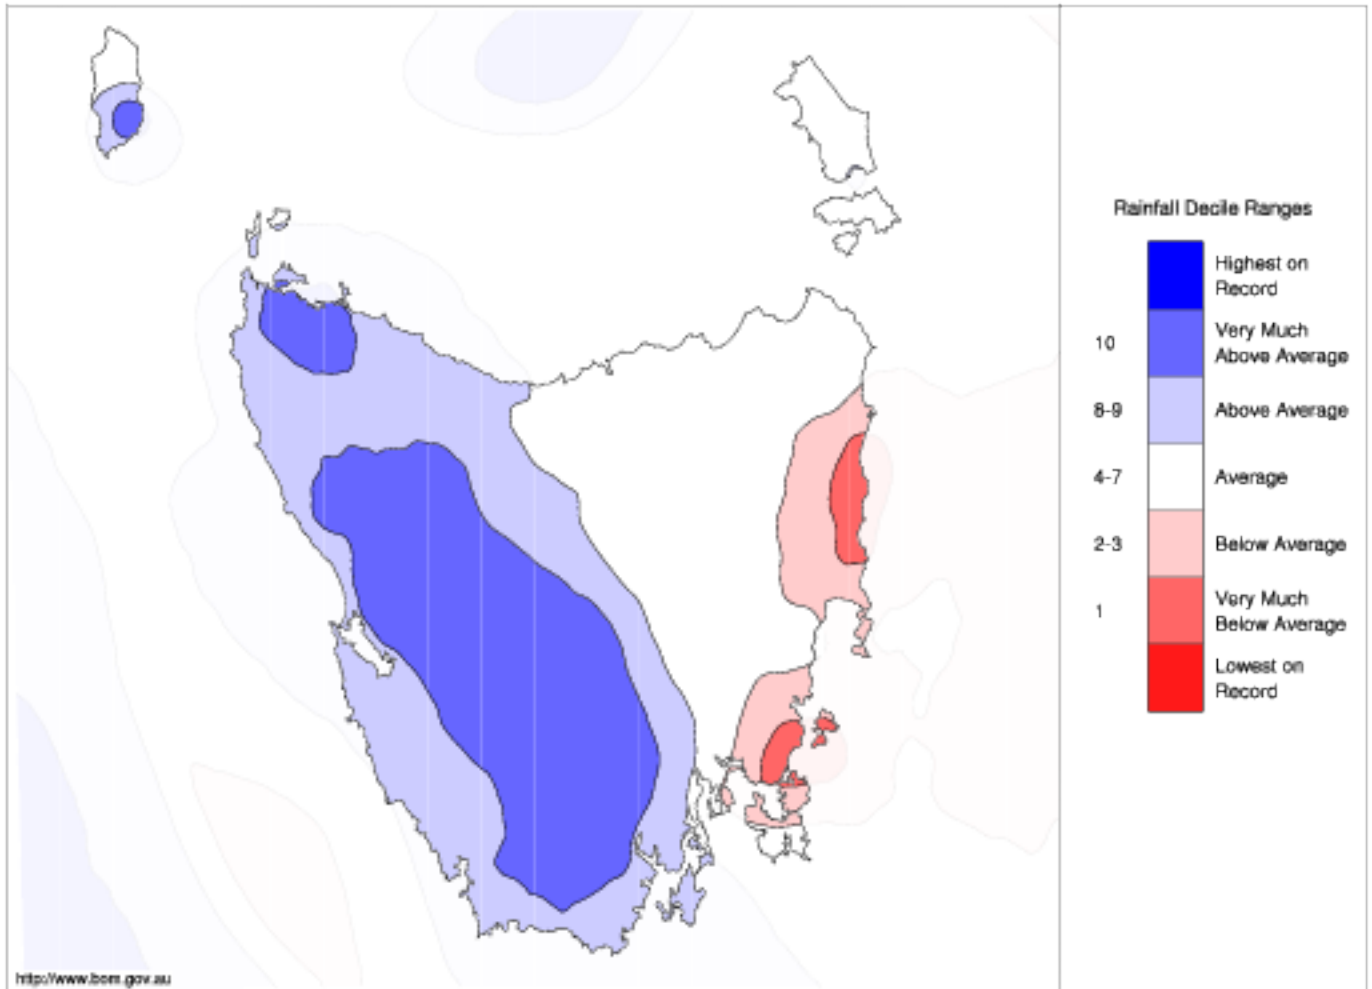 Rainfall Decile Ranges
Highest on
Record
10
Very Much
Above Average
8-9
Above Average
4-7
Average
2-3
Below Average
1
Very Much
Below Average
Lowest on
Record
http://www.bom.gov.au